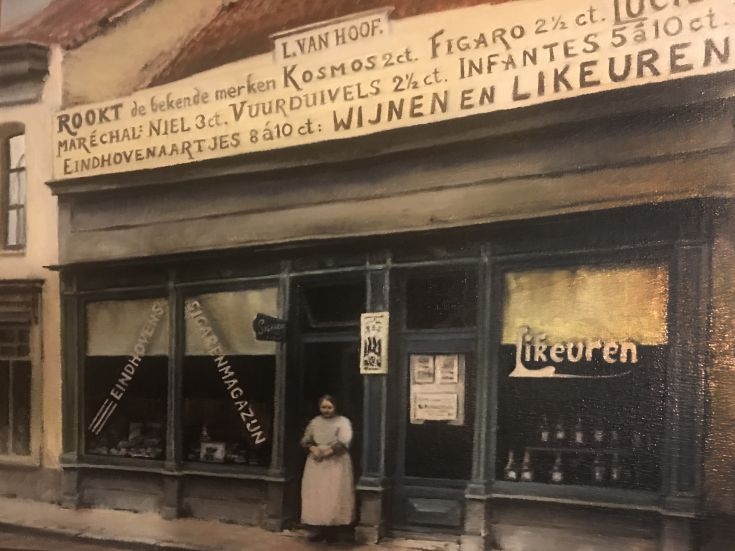 L. VAN HOOF.
ROOKT de bekende merken KOSMOS 2 ct. FIGARO 2½ ct.
MARÉCHAL: NIEL 3 ct. VUURDUIVELS 2½ ct. INFANTES 5 á 10 ct.
EINDHOVENAARTJES 8 á 10 ct: WIJNEN EN LIKEUREN
EINDHOVENS
SIGARENMAGAZIJN
Likeuren